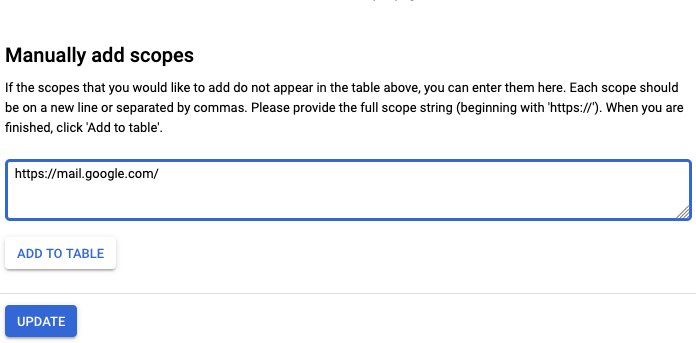 Manually add scopes
If the scopes that you would like to add do not appear in the table above, you can enter them here. Each scope should
be on a new line or separated by commas. Please provide the full scope string (beginning with 'https://'). When you are
finished, click 'Add to table'.
https://mail.google.com/
ADD TO TABLE
UPDATE